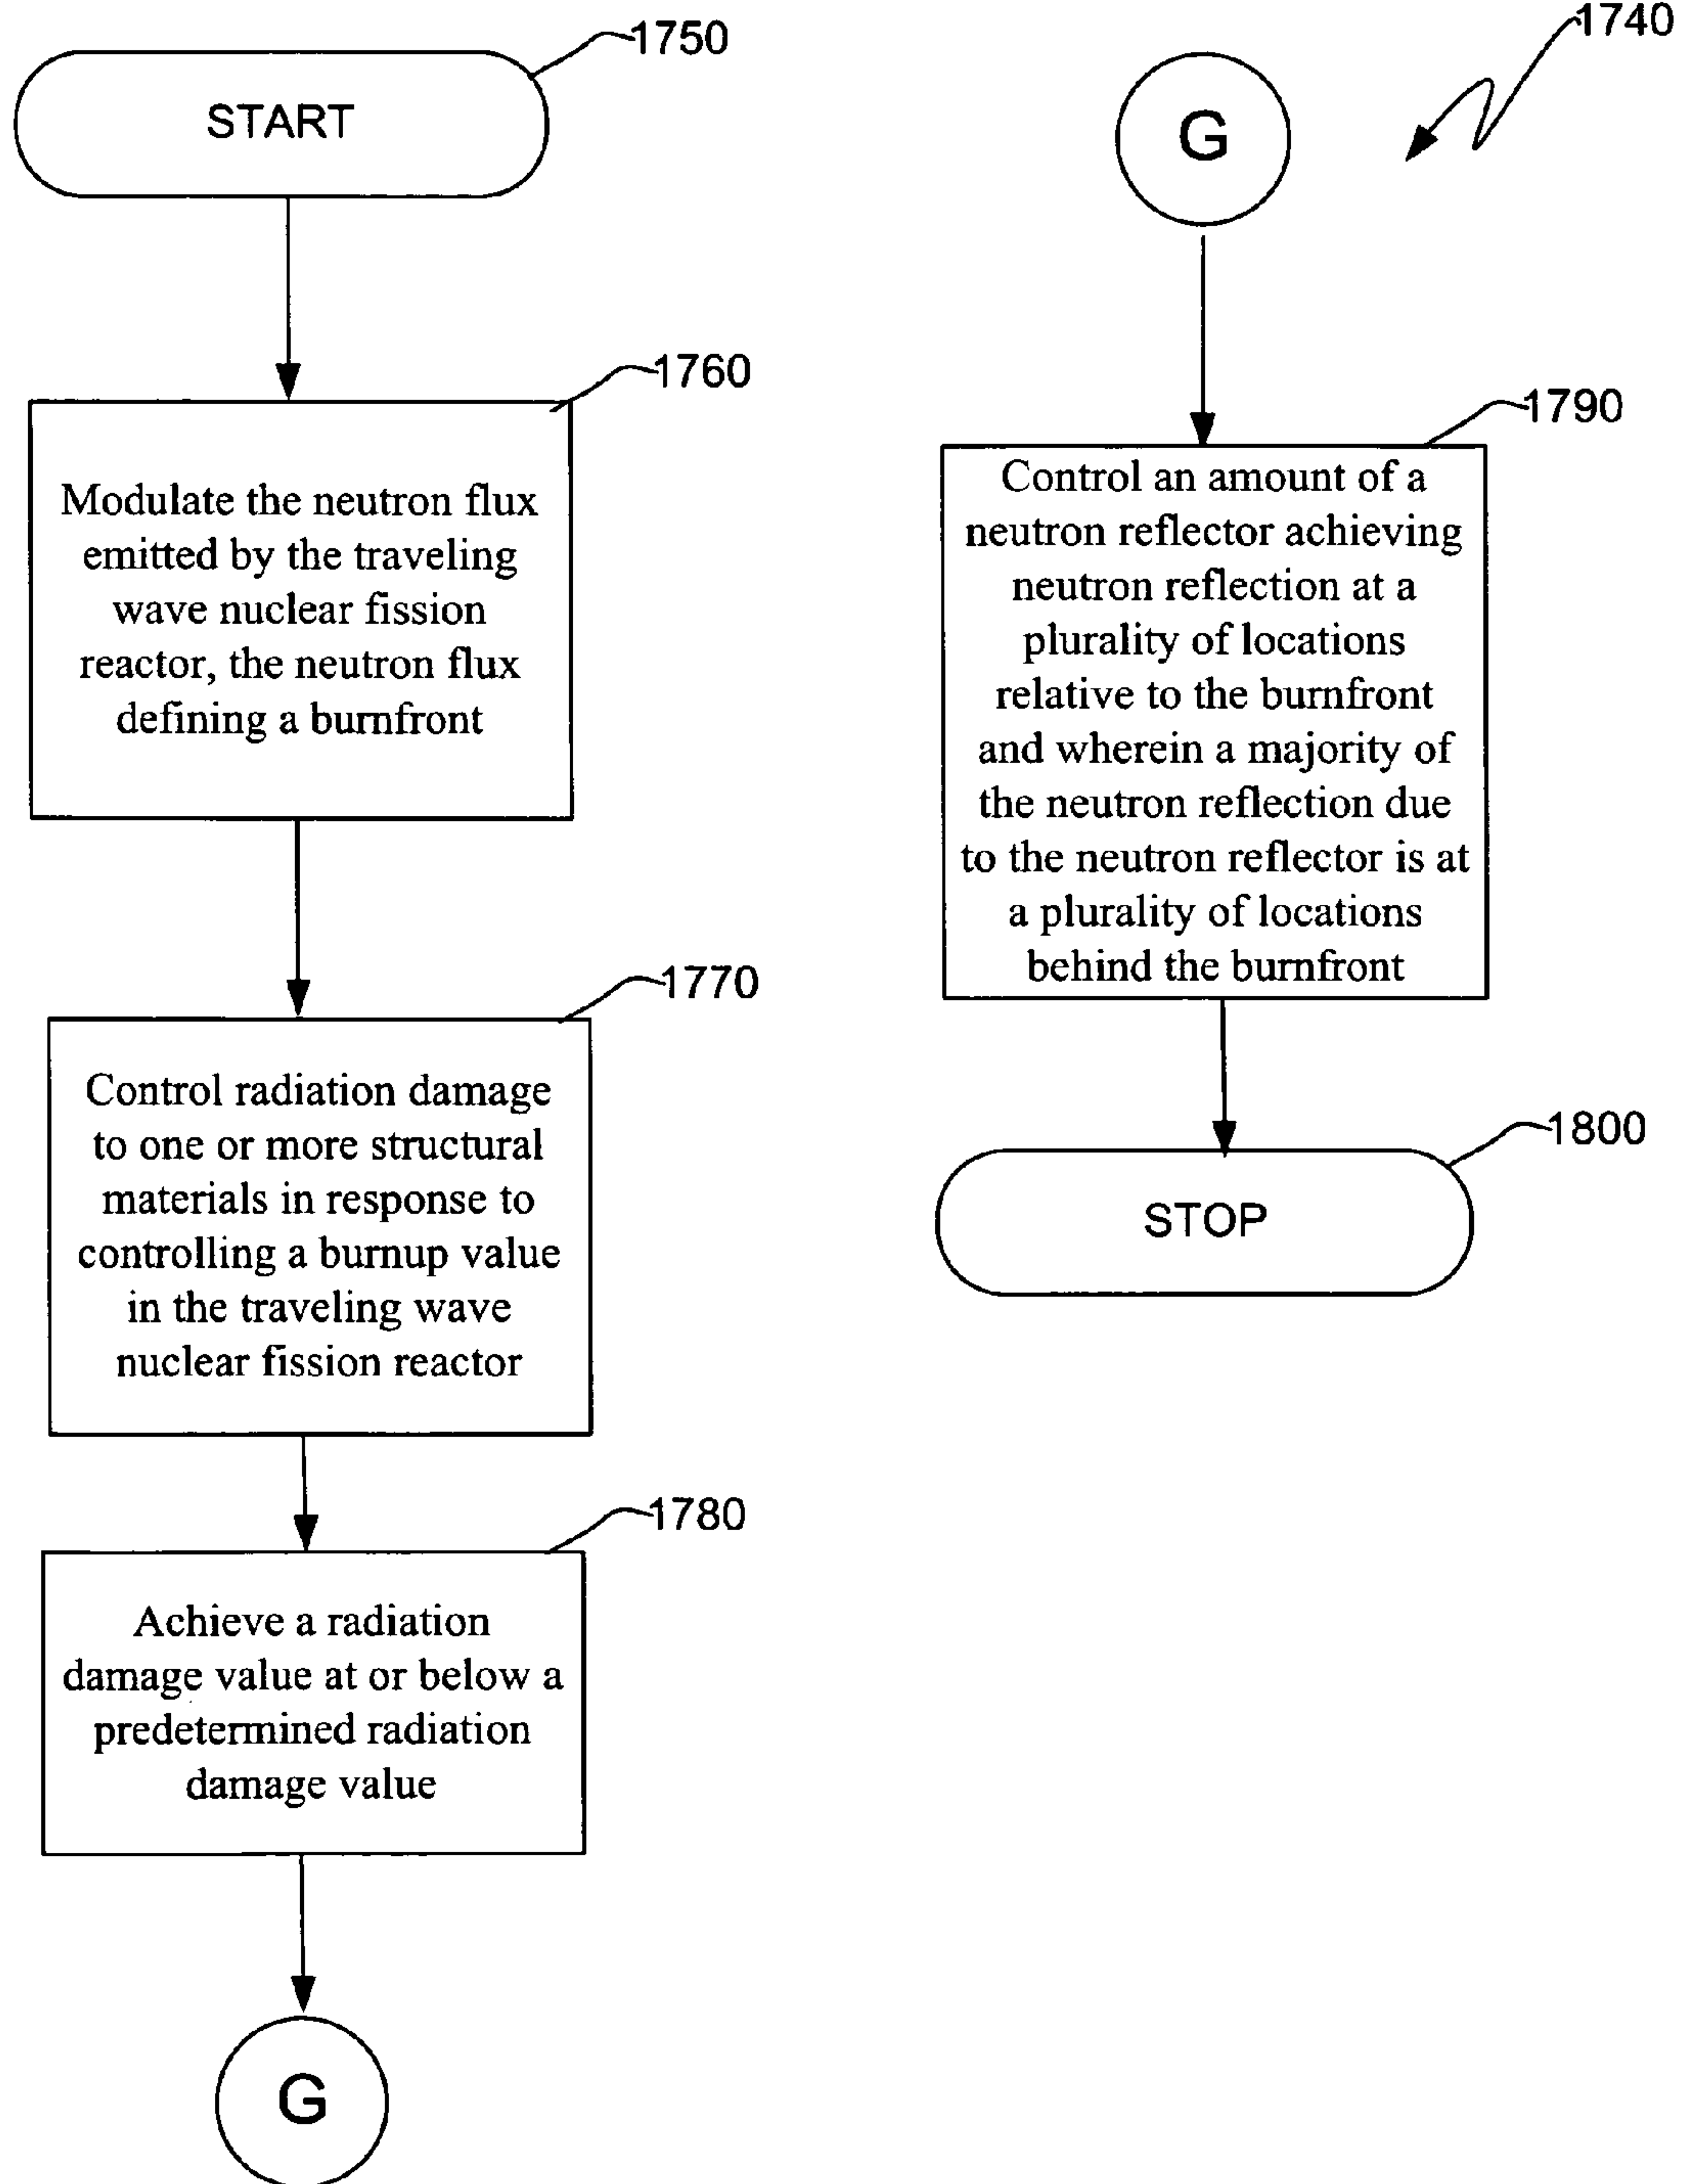 1750
START
1760
Modulate the neutron flux
emitted by the traveling
wave nuclear fission
reactor, the neutron flux
defining a burnfront
1770
Control radiation damage
to one or more structural
materials in response to
controlling a burnup value
in the traveling wave
nuclear fission reactor
1780
Achieve a radiation
damage value at or below a
predetermined radiation
damage value
G
1740
G
1790
Control an amount of a
neutron reflector achieving
neutron reflection at a
plurality of locations
relative to the burnfront
and wherein a majority of
the neutron reflection due
to the neutron reflector is at
a plurality of locations
behind the burnfront
1800
STOP